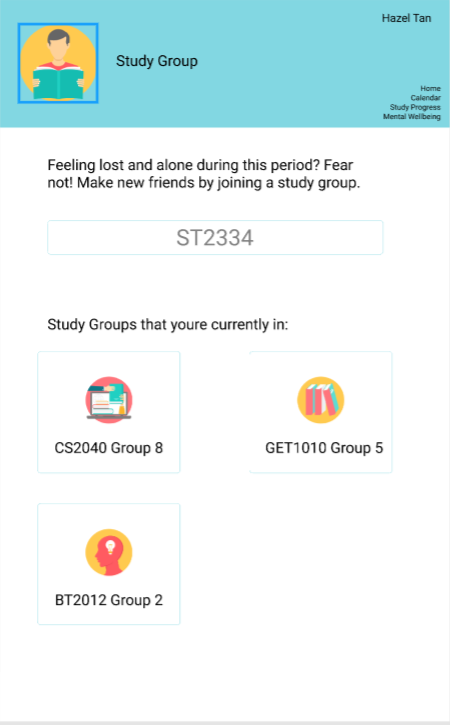 Hazel Tan
Study Group
Home
Calendar
Study Progress
Mental Wellbeing
Feeling lost and alone during this period? Fear
not! Make new friends by joining a study group.
ST2334
Study Groups that youre currently in:
CS2040 Group 8
GET1010 Group 5
BT2012 Group 2